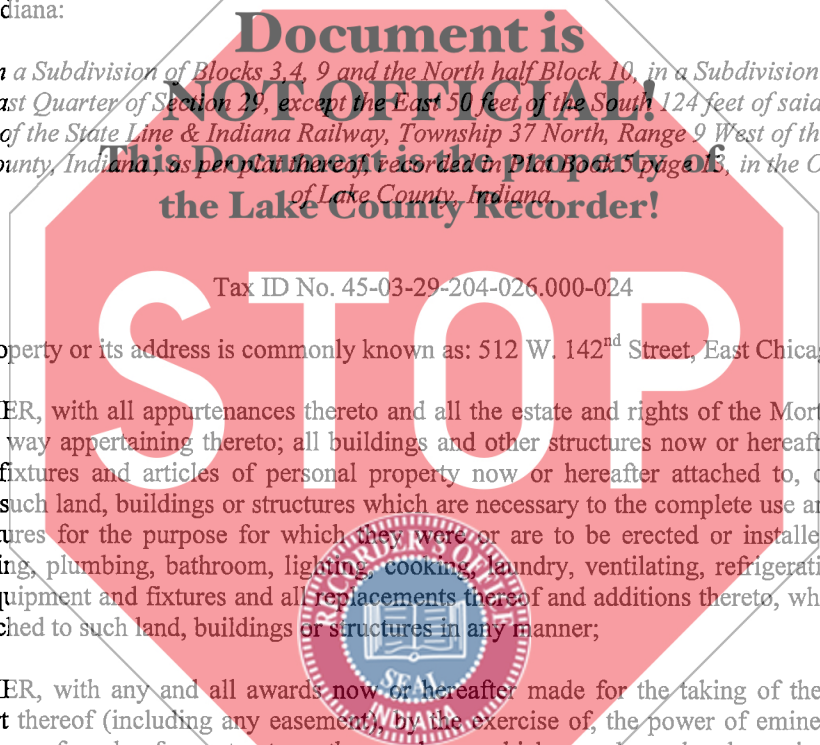 diana:
Document is
a Subdivision of Blocks 3,4, 9 and the North half Block 10, in a Subdivision
ast Quarter of Section 29, except the East 50 feet of the South 124 feet of said
NOT OFFICIAL!
of the State Line & Indiana Railway, Township 37 North, Range 9 West of th
ounty, Indiana, as per plat thereof, recorded in Plat Book 5 page 13, in the O
This Document is the property of
of Lake County, Indiana.
the Lake County Recorder!
Tax ID No. 45-03-29-204-026.000-024
operty or its address is commonly known as: 512 W. 142nd Street, East Chica
STOP
ER, with all appurtenances thereto and all the estate and rights of the Mort
way appertaining thereto; all buildings and other structures now or hereaft
fixtures and articles of personal property now or hereafter attached to, o
such land, buildings or structures which are necessary to the complete use a
ures for the purpose for which they were or are to be erected or installe
ing, plumbing, bathroom, lighting, cooking, laundry, ventilating, refrigerati
quipment and fixtures and all replacements thereof and additions thereto, wh
ched to such land, buildings or structures in any manner;
RECORDER'S OFFICE
SEAL
INDIANA
ER, with any and all awards now or hereafter made for the taking of the
t thereof (including any easement), by the exercise of, the power of emine